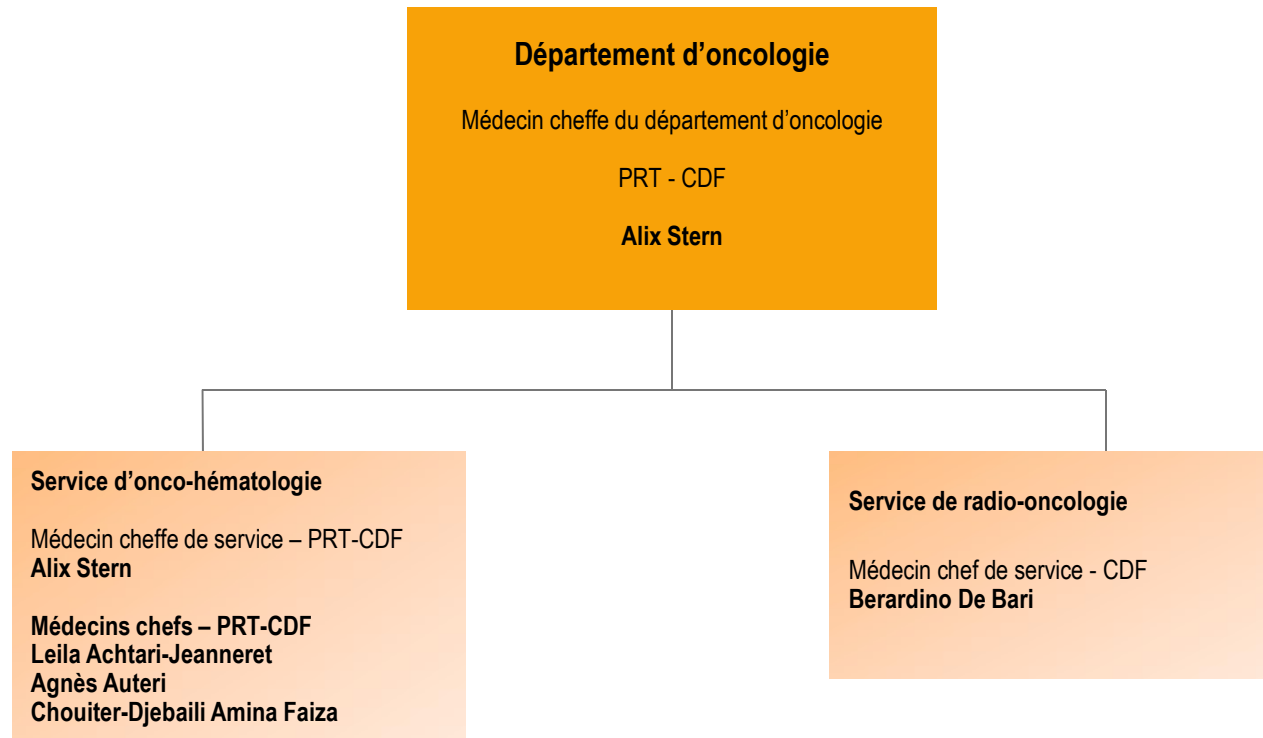 Département d’oncologie
Médecin cheffe du département d’oncologie
PRT - CDF
Alix Stern
Service d’onco-hématologie
Médecin cheffe de service – PRT-CDF
Alix Stern
Médecins chefs – PRT-CDF
Leila Achtari-Jeanneret
Agnès Auteri
Chouiter-Djebaili Amina Faiza
Service de radio-oncologie
Médecin chef de service - CDF
Berardino De Bari